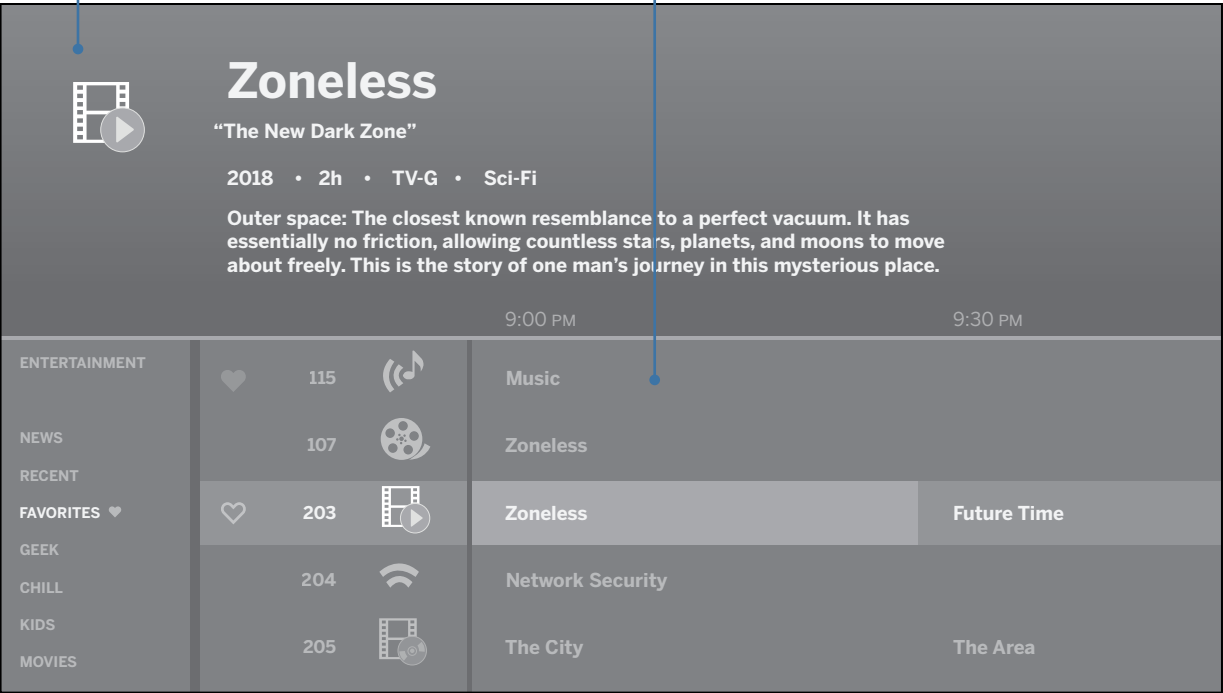 Zoneless
“The New Dark Zone”
2018 • 2h • TV-G • Sci-Fi
Outer space: The closest known resemblance to a perfect vacuum. It has
essentially no friction, allowing countless stars, planets, and moons to move
about freely. This is the story of one man’s journey in this mysterious place.
9:00 PM 9:30 PM
ENTERTAINMENT
NEWS
RECENT
FAVORITES
GEEK
CHILL
KIDS
MOVIES
115 Music
107 Zoneless
203 Zoneless Future Time
204 Network Security
205 The City The Area